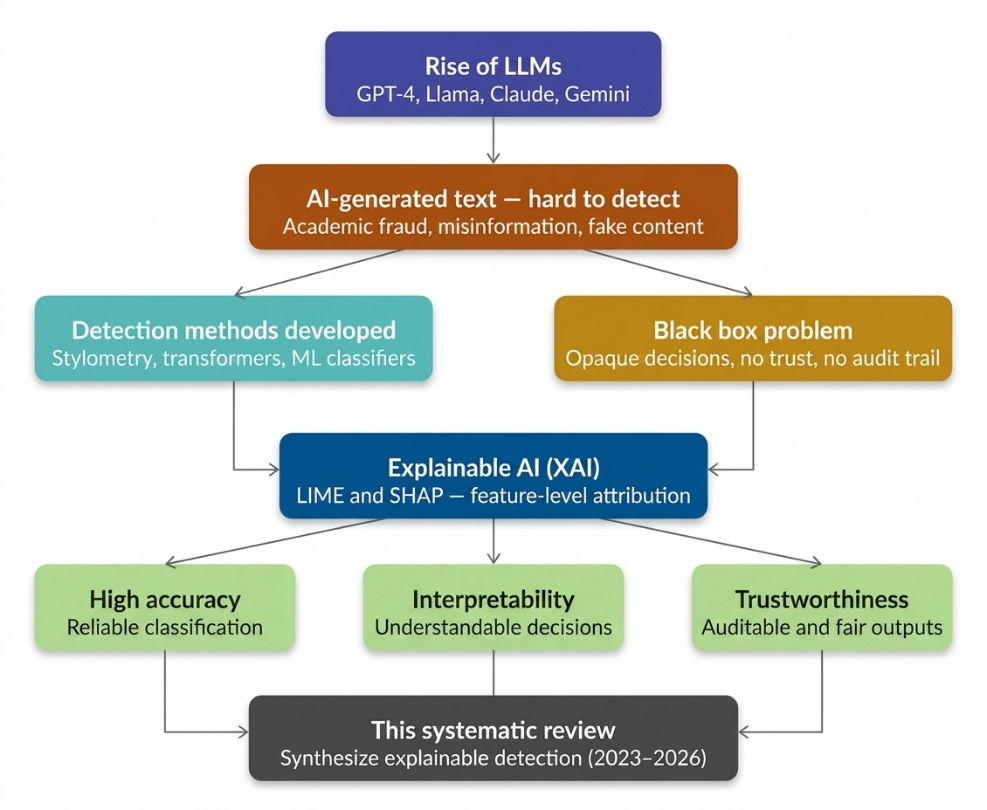 Rise of LLMs
GPT-4, Llama, Claude, Gemini
AI-generated text — hard to detect
Academic fraud, misinformation, fake content
Detection methods developed
Stylometry, transformers, ML classifiers
Black box problem
Opaque decisions, no trust, no audit trail
Explainable AI (XAI)
LIME and SHAP — feature-level attribution
High accuracy
Reliable classification
Interpretability
Understandable decisions
Trustworthiness
Auditable and fair outputs
This systematic review
Synthesize explainable detection (2023–2026)